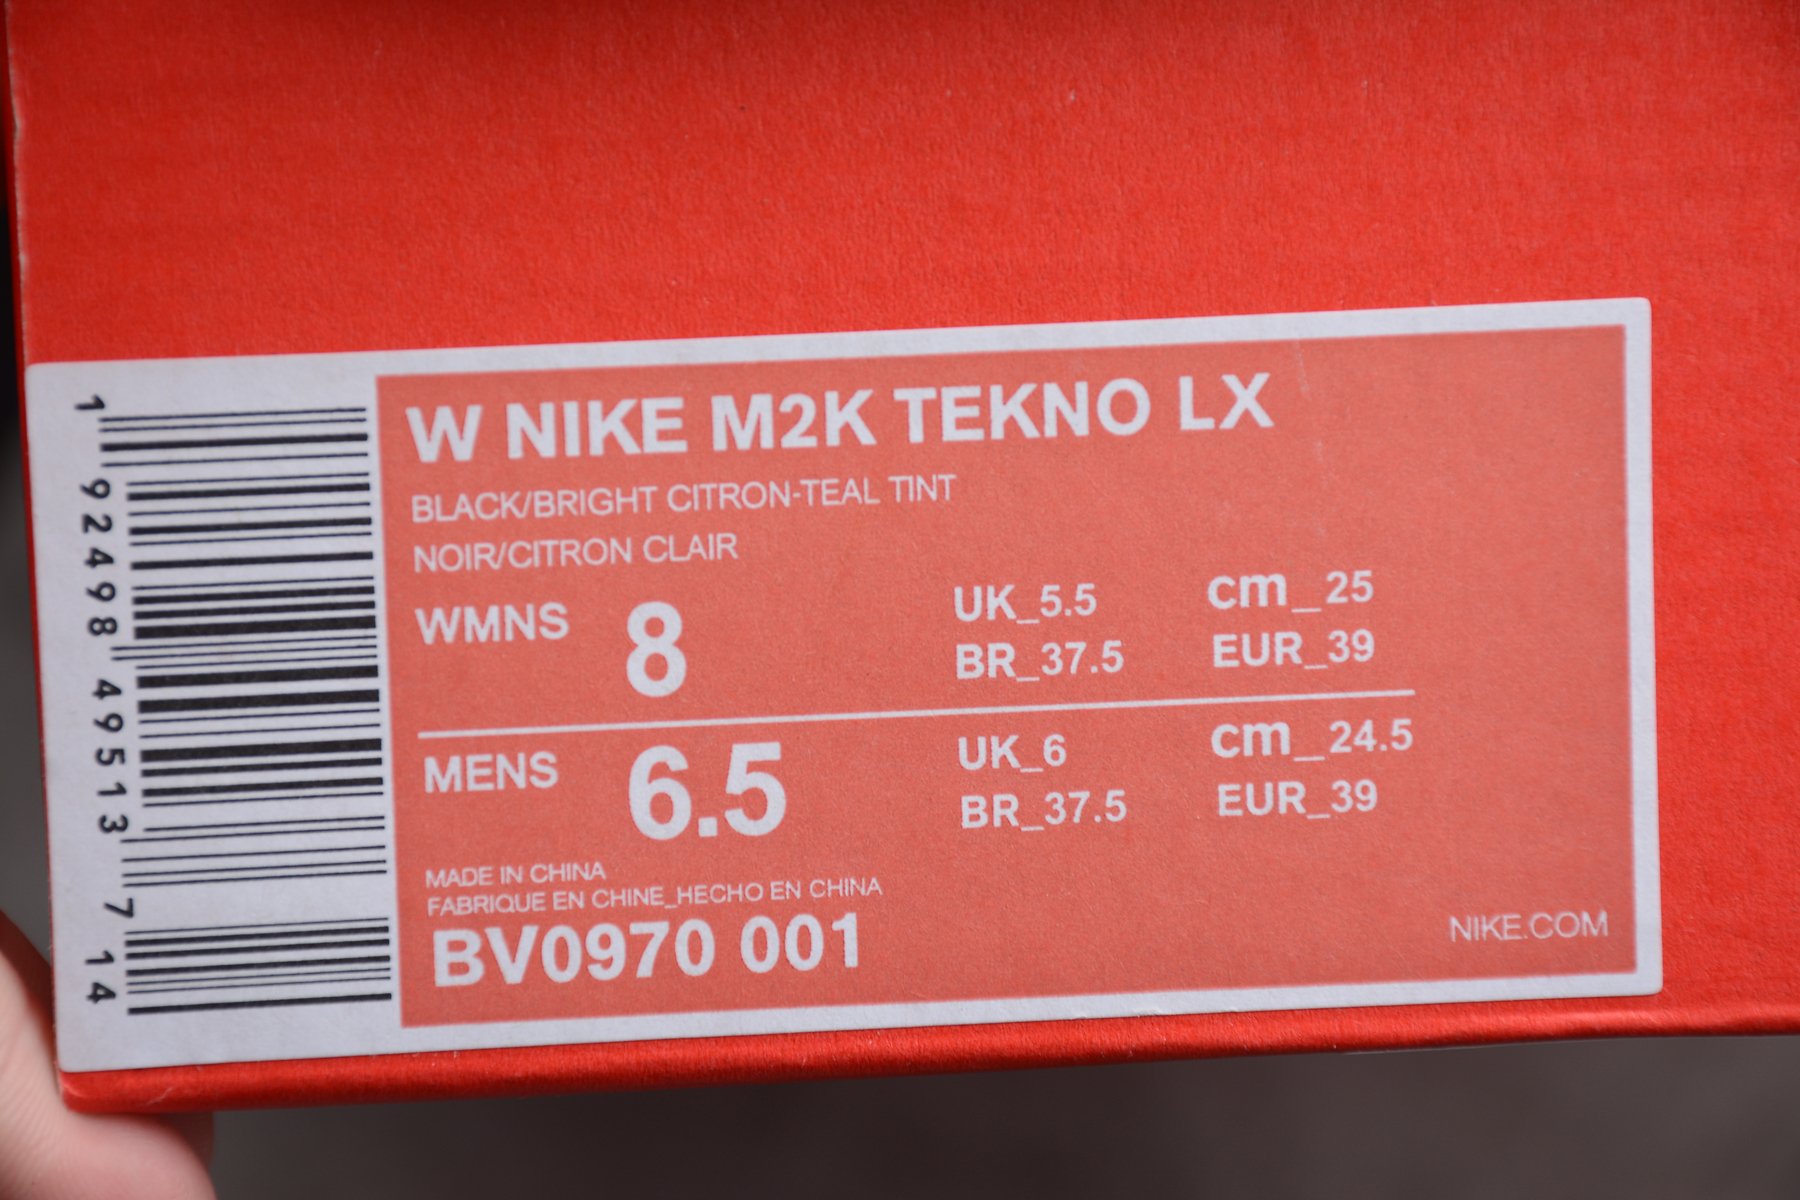 1 92498 49513 7 14
W NIKE M2K TEKNO LX
BLACK/BRIGHT CITRON-TEAL TINT
NOIR/CITRON CLAIR
WMNS 8 UK_5.5 cm_25
BR_37.5 EUR_39
MENS 6.5 UK_6 cm_24.5
BR_37.5 EUR_39
MADE IN CHINA
FABRIQUE EN CHINE_HECHO EN CHINA
BV0970 001
NIKE.COM